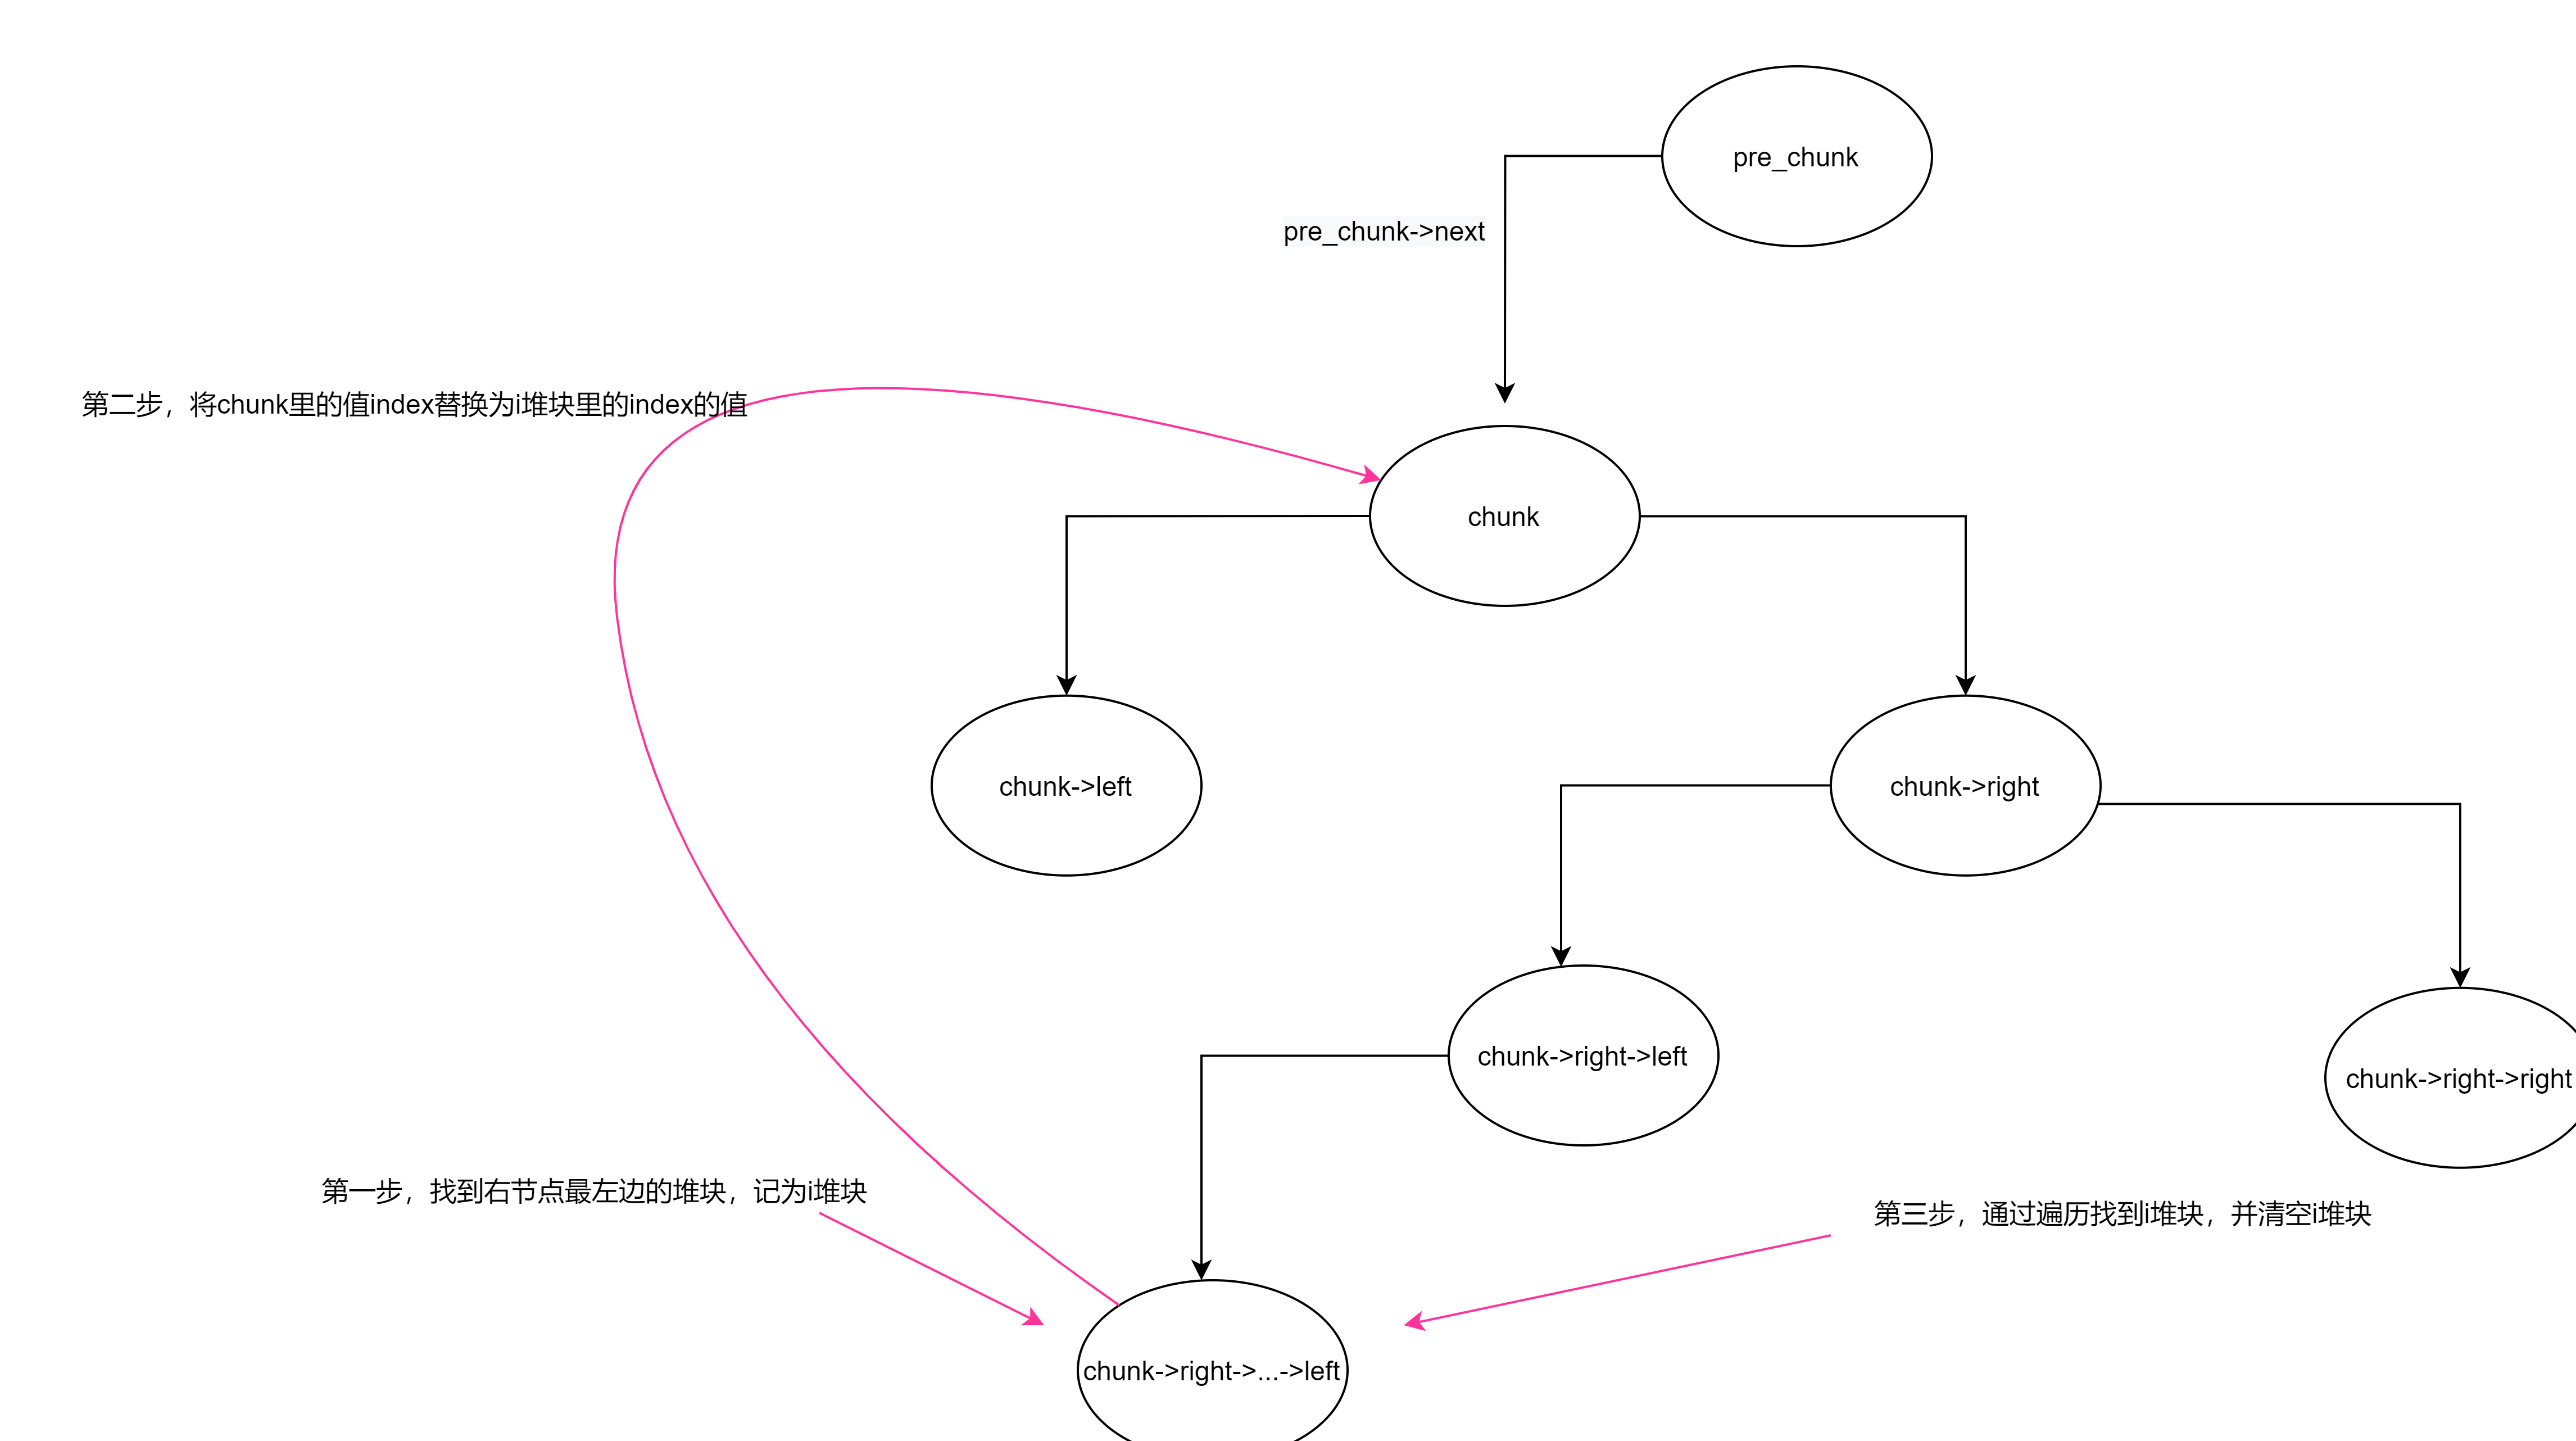 pre_chunk
pre_chunk->next
第二步，将chunk里的值index替换为i堆块里的index的值
chunk
chunk->left
chunk->right
chunk->right->left
chunk->right->right
第一步，找到右节点最左边的堆块，记为i堆块
第三步，通过遍历找到i堆块，并清空i堆块
chunk->right->...->left